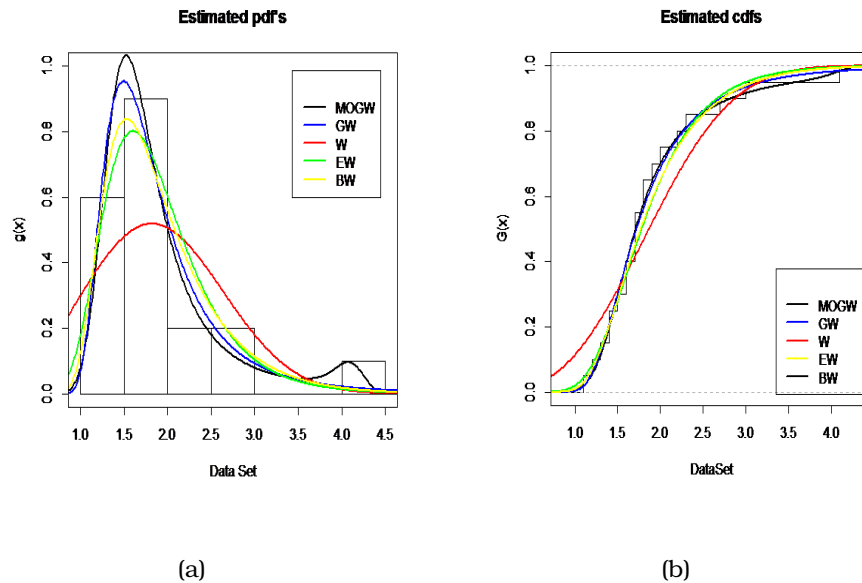 Estimated pdf's
g(x)
0.0 0.2 0.4 0.6 0.8 1.0
MOGW
GW
W
EW
BW
1.0 1.5 2.0 2.5 3.0 3.5 4.0 4.5
Data Set
(a)
Estimated cdfs
G(x)
0.0 0.2 0.4 0.6 0.8 1.0
MOGW
GW
W
EW
BW
1.0 1.5 2.0 2.5 3.0 3.5 4.0
DataSet
(b)